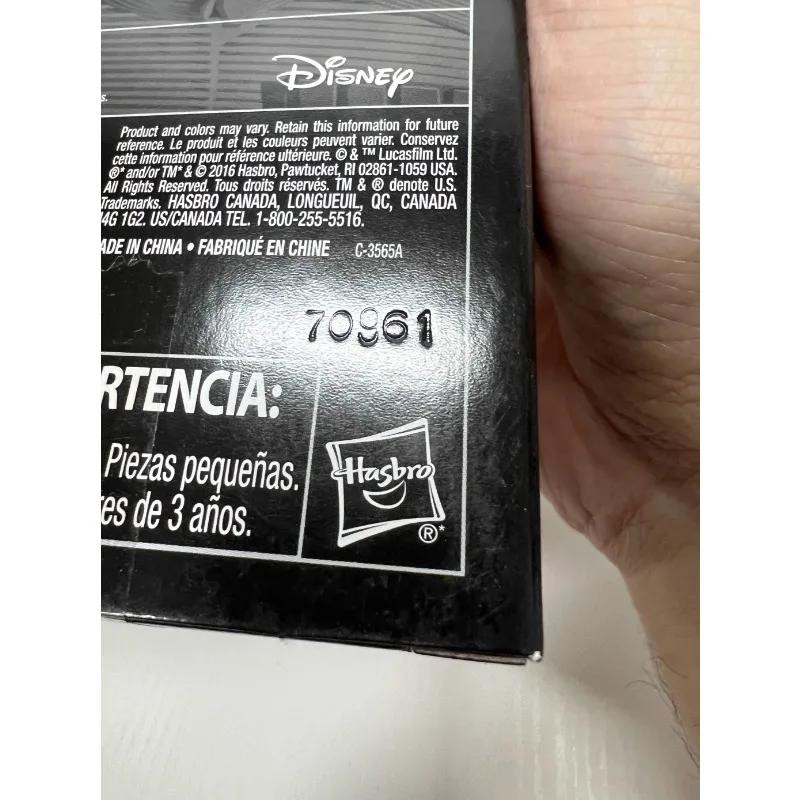 Disney
s.
Product and colors may vary. Retain this information for future
reference. Le produit et les couleurs peuvent varier. Conservez
cette information pour référence ultérieure. © & ™ Lucasfilm Ltd.
®* and/or TM* & © 2016 Hasbro, Pawtucket, RI 02861-1059 USA.
All Rights Reserved. Tous droits réservés. TM & ® denote U.S.
Trademarks. HASBRO CANADA, LONGUEUIL, QC, CANADA
J4G 1G2. US/CANADA TEL. 1-800-255-5516.
ADE IN CHINA • FABRIQUÉ EN CHINE C-3565A
70961
RTENCIA:
Piezas pequeñas.
es de 3 años.
Hasbro
®*